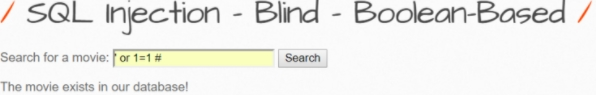 / SQL Injection - Blind - Boolean-Based /
Search for a movie: ' or 1=1 # Search
The movie exists in our database!